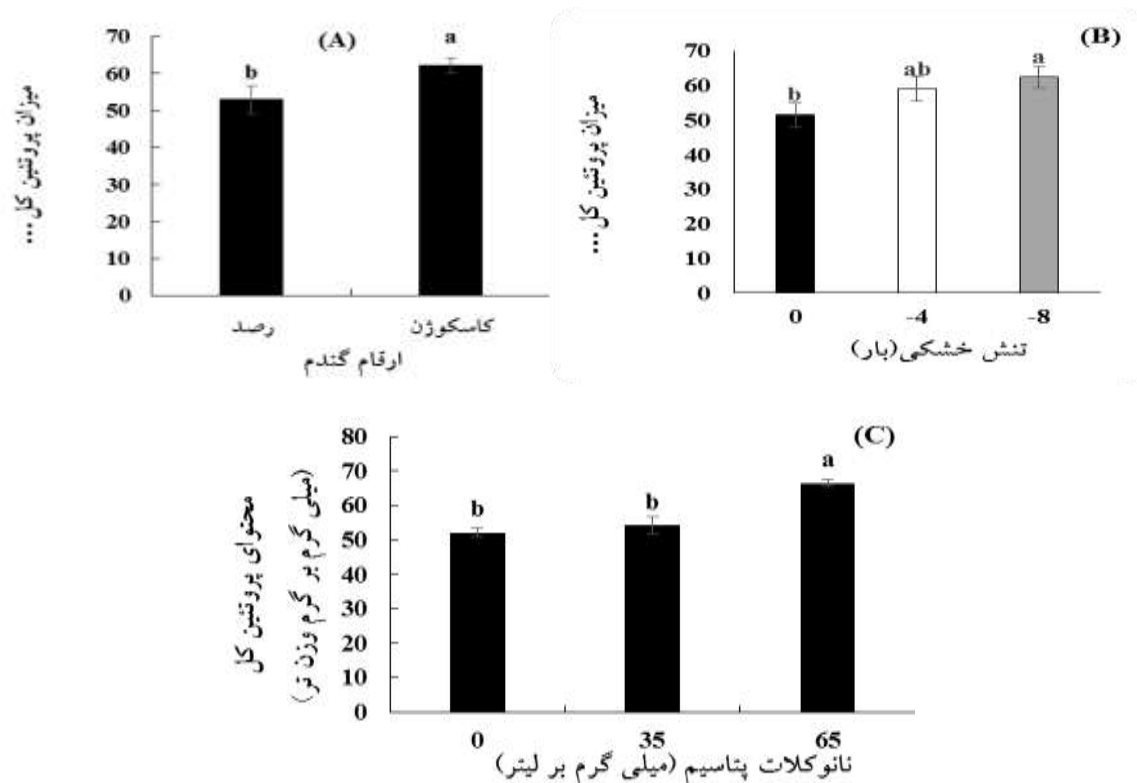 (A)
70
60
50
40
30
20
10
0
b
a
رصد
کاسکوژن
ارقام گندم
میزان پروتئین کل...
(B)
70
60
50
40
30
20
10
0
b
ab
a
0
-4
-8
تنش خشکی(بار)
میزان پروتئین کل...
(C)
80
70
60
50
40
30
20
10
0
b
b
a
0
35
65
نانوکلات پتاسیم (میلی گرم بر لیتر)
محتوای پروتئین کل
(میلی گرم بر گرم وزن تر)